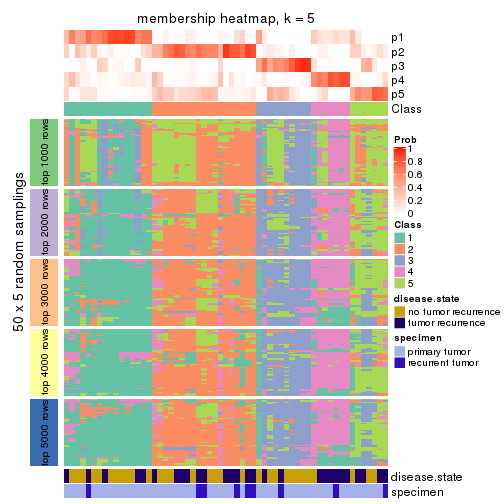 membership heatmap, k = 5
p1
p2
p3
p4
p5
Class
50 x 5 random samplings
top 1000 rows
top 2000 rows
top 3000 rows
top 4000 rows
top 5000 rows
disease.state
specimen
Prob
1
0.8
0.6
0.4
0.2
0
Class
1
2
3
4
5
disease.state
no tumor recurrence
tumor recurrence
specimen
primary tumor
recurrent tumor